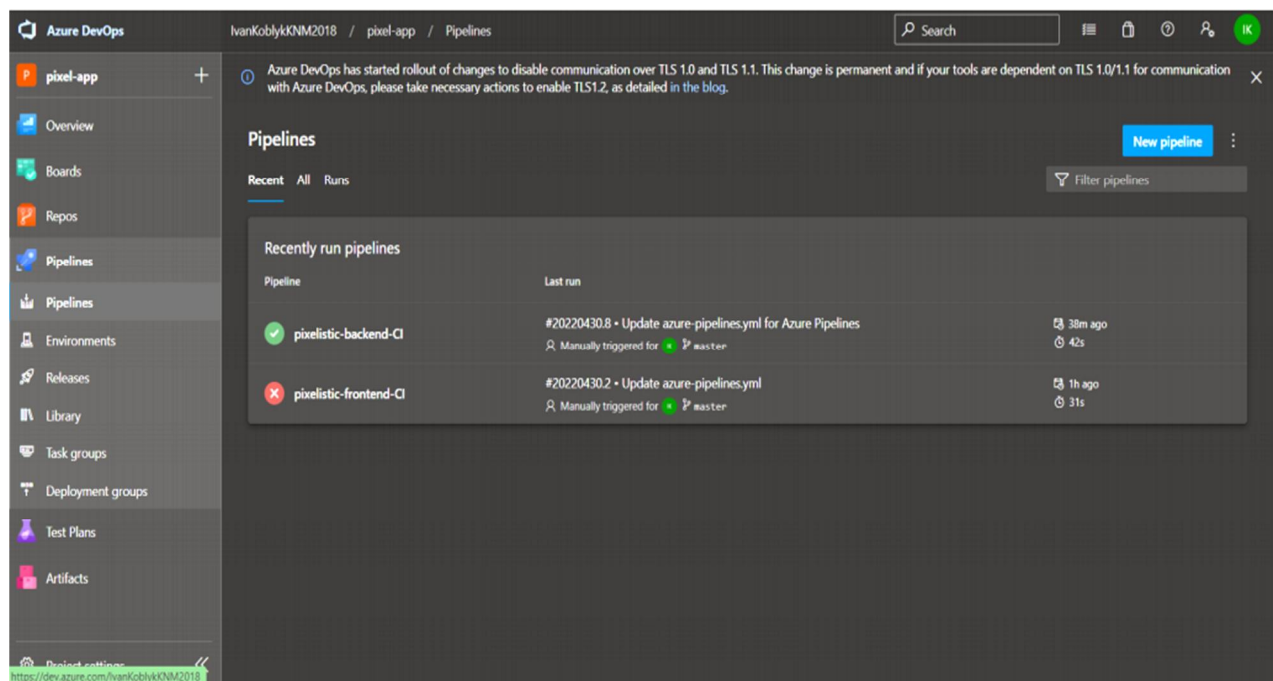 Azure DevOps
IvanKoblykKNM2018 / pixel-app / Pipelines
Search
IK
P
pixel-app
Azure DevOps has started rollout of changes to disable communication over TLS 1.0 and TLS 1.1. This change is permanent and if your tools are dependent on TLS 1.0/1.1 for communication
with Azure DevOps, please take necessary actions to enable TLS1.2, as detailed in the blog.
Overview
Boards
Repos
Pipelines
Pipelines
Environments
Releases
Library
Task groups
Deployment groups
Test Plans
Artifacts
Project settings
https://dev.azure.com/IvanKoblykKNM2018
Pipelines
New pipeline
Recent All Runs
Filter pipelines
Recently run pipelines
Pipeline Last run
pixelistic-backend-CI
#20220430.8 • Update azure-pipelines.yml for Azure Pipelines
Manually triggered for master
38m ago
42s
pixelistic-frontend-CI
#20220430.2 • Update azure-pipelines.yml
Manually triggered for master
1h ago
31s